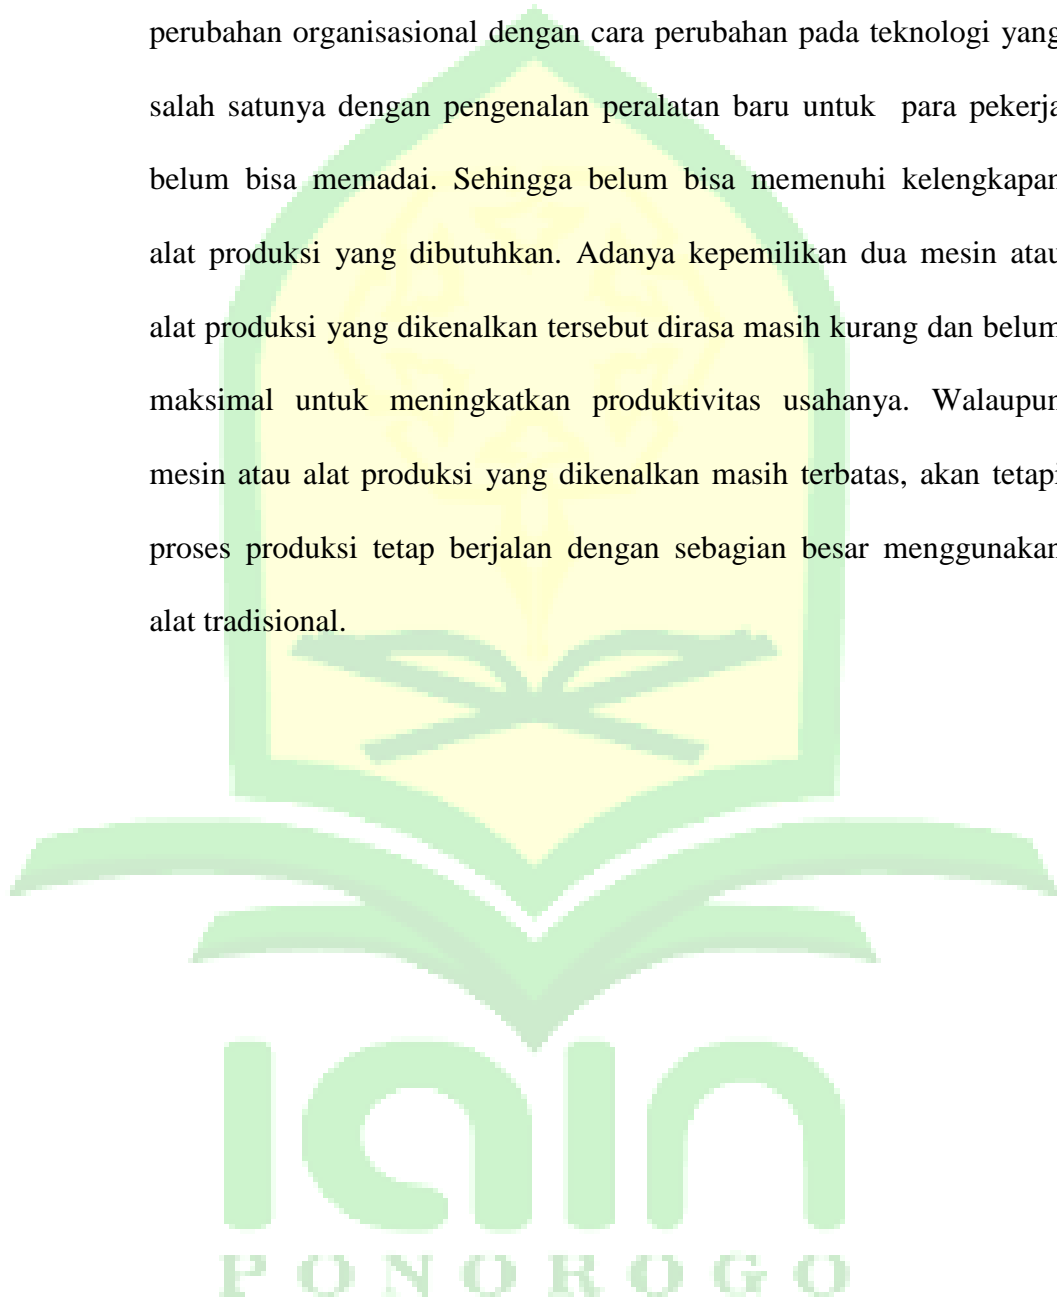 perubahan organisasional dengan cara perubahan pada teknologi yang
salah satunya dengan pengenalan peralatan baru untuk  para pekerja
belum bisa memadai. Sehingga belum bisa memenuhi kelengkapan
alat produksi yang dibutuhkan. Adanya kepemilikan dua mesin atau
alat produksi yang dikenalkan tersebut dirasa masih kurang dan belum
maksimal untuk meningkatkan produktivitas usahanya. Walaupun
mesin atau alat produksi yang dikenalkan masih terbatas, akan tetapi
proses produksi tetap berjalan dengan sebagian besar menggunakan
alat tradisional.
iain
PONOROGO